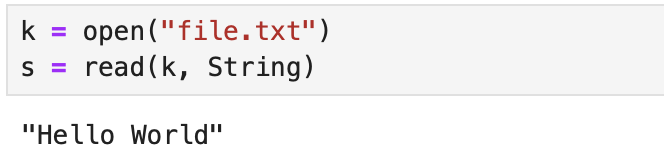 k = open("file.txt")
s = read(k, String)
"Hello World"